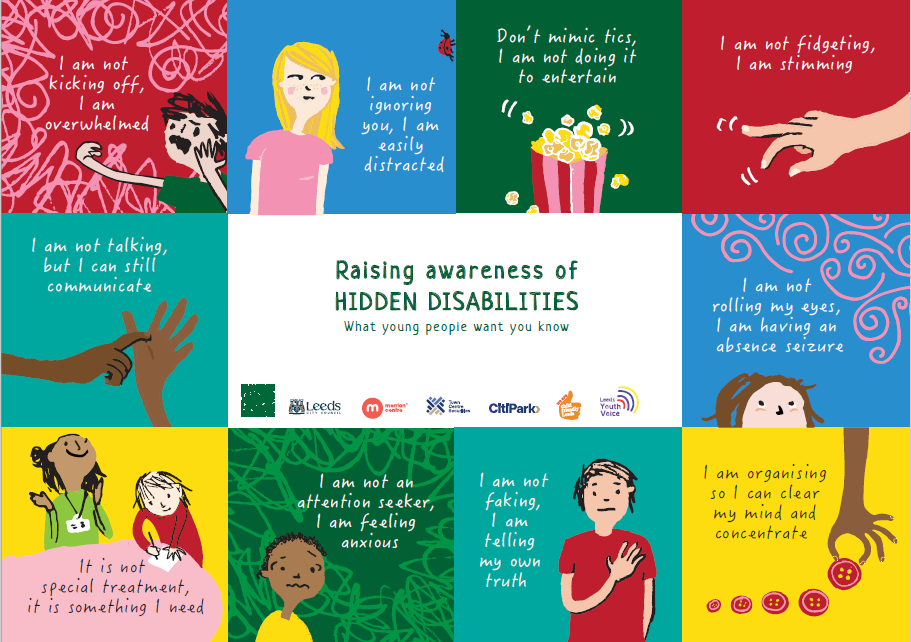 I am not
kicking off,
I am
overwhelmed
I am not
ignoring
you, I am
easily
distracted
Don't mimic tics,
I am not doing it
to entertain
I am not fidgeting,
I am stimming
I am not talking,
but I can still
communicate
Raising awareness of
HIDDEN DISABILITIES
What young people want you know
Leeds
CITY COUNCIL
m merrion
centre
Town
Centre
Securities
CitiPark
Leeds
Youth
Voice
I am not
rolling my eyes,
I am having an
absence seizure
It is not
special treatment,
it is something I need
I am not an
attention seeker,
I am feeling
anxious
I am not
faking,
I am
telling
my own
truth
I am organising
so I can clear
my mind and
concentrate